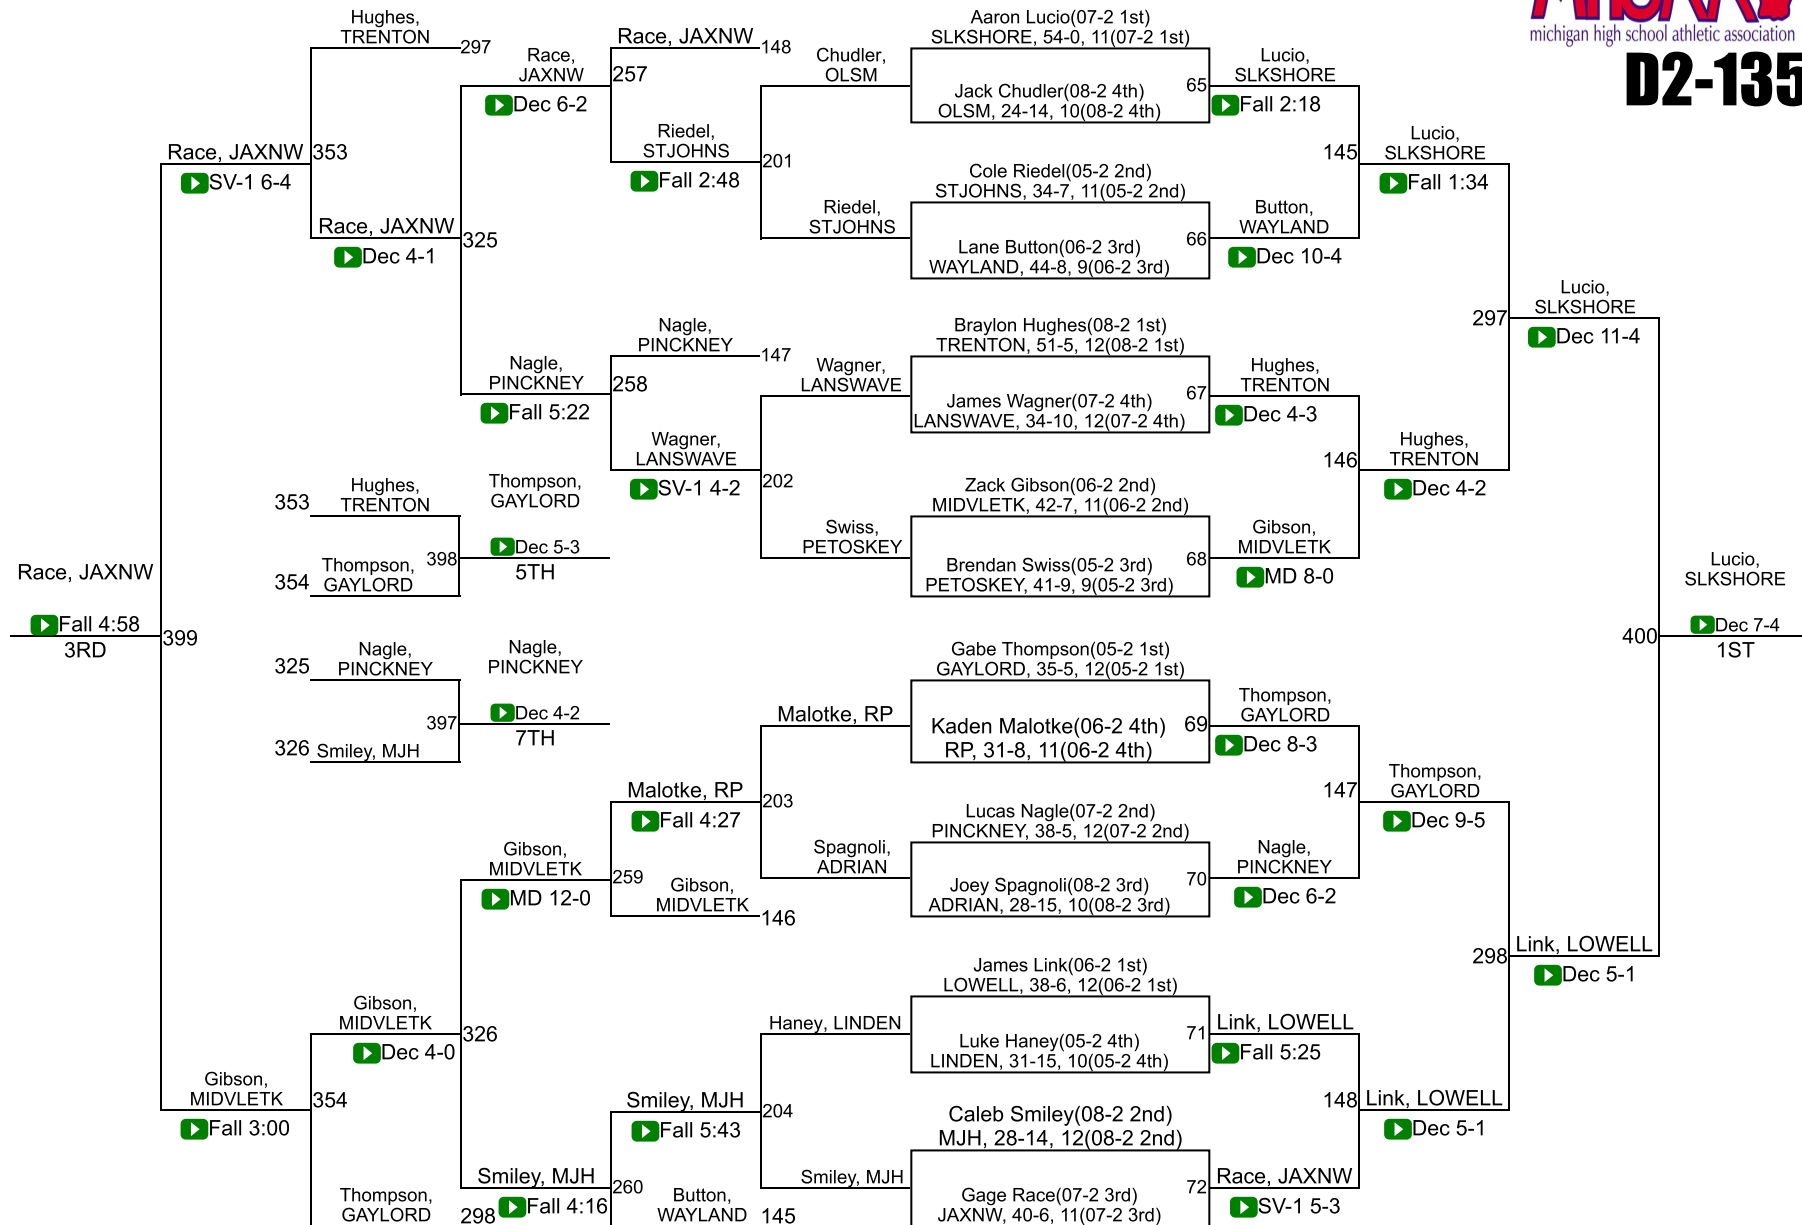 MHSAA
michigan high school athletic association
D2-135
Hughes,
TRENTON
297
Race, JAXNW
353
SV-1 6-4
Race, JAXNW
Dec 4-1
325
Race,
JAXNW
Dec 6-2
257
Race, JAXNW
148
Riedel,
STJOHNS
Fall 2:48
201
Chudler,
OLSM
Riedel,
STJOHNS
Nagle,
PINCKNEY
Fall 5:22
258
Nagle,
PINCKNEY
147
Wagner,
LANSWAVE
SV-1 4-2
202
Wagner,
LANSWAVE
Swiss,
PETOSKEY
353
Hughes,
TRENTON
354
Thompson,
GAYLORD
398
Thompson,
GAYLORD
Dec 5-3
5TH
Race, JAXNW
Fall 4:58
3RD
399
325
Nagle,
PINCKNEY
326
Smiley, MJH
397
Nagle,
PINCKNEY
Dec 4-2
7TH
Malotke, RP
Malotke, RP
Fall 4:27
203
Spagnoli,
ADRIAN
Gibson,
MIDVLETK
MD 12-0
259
Gibson,
MIDVLETK
146
Gibson,
MIDVLETK
Dec 4-0
326
Gibson,
MIDVLETK
Fall 3:00
354
Haney, LINDEN
Smiley, MJH
Fall 5:43
204
Smiley, MJH
Smiley, MJH
Fall 4:16
260
Button,
WAYLAND
145
Thompson,
GAYLORD
298
Aaron Lucio(07-2 1st)
SLKSHORE, 54-0, 11(07-2 1st)
Jack Chudler(08-2 4th)
OLSM, 24-14, 10(08-2 4th)
65
Cole Riedel(05-2 2nd)
STJOHNS, 34-7, 11(05-2 2nd)
Lane Button(06-2 3rd)
WAYLAND, 44-8, 9(06-2 3rd)
66
Braylon Hughes(08-2 1st)
TRENTON, 51-5, 12(08-2 1st)
James Wagner(07-2 4th)
LANSWAVE, 34-10, 12(07-2 4th)
67
Zack Gibson(06-2 2nd)
MIDVLETK, 42-7, 11(06-2 2nd)
Brendan Swiss(05-2 3rd)
PETOSKEY, 41-9, 9(05-2 3rd)
68
Gabe Thompson(05-2 1st)
GAYLORD, 35-5, 12(05-2 1st)
Kaden Malotke(06-2 4th)
RP, 31-8, 11(06-2 4th)
69
Lucas Nagle(07-2 2nd)
PINCKNEY, 38-5, 12(07-2 2nd)
Joey Spagnoli(08-2 3rd)
ADRIAN, 28-15, 10(08-2 3rd)
70
James Link(06-2 1st)
LOWELL, 38-6, 12(06-2 1st)
Luke Haney(05-2 4th)
LINDEN, 31-15, 10(05-2 4th)
71
Caleb Smiley(08-2 2nd)
MJH, 28-14, 12(08-2 2nd)
Gage Race(07-2 3rd)
JAXNW, 40-6, 11(07-2 3rd)
72
Lucio,
SLKSHORE
Fall 2:18
145
Button,
WAYLAND
Dec 10-4
Lucio,
SLKSHORE
Fall 1:34
Hughes,
TRENTON
Dec 4-3
146
Gibson,
MIDVLETK
MD 8-0
Hughes,
TRENTON
Dec 4-2
297
Lucio,
SLKSHORE
Dec 11-4
Thompson,
GAYLORD
Dec 8-3
147
Nagle,
PINCKNEY
Dec 6-2
Thompson,
GAYLORD
Dec 9-5
Link, LOWELL
Fall 5:25
148
Race, JAXNW
SV-1 5-3
Link, LOWELL
Dec 5-1
298
Link, LOWELL
Dec 5-1
400
Lucio,
SLKSHORE
Dec 7-4
1ST